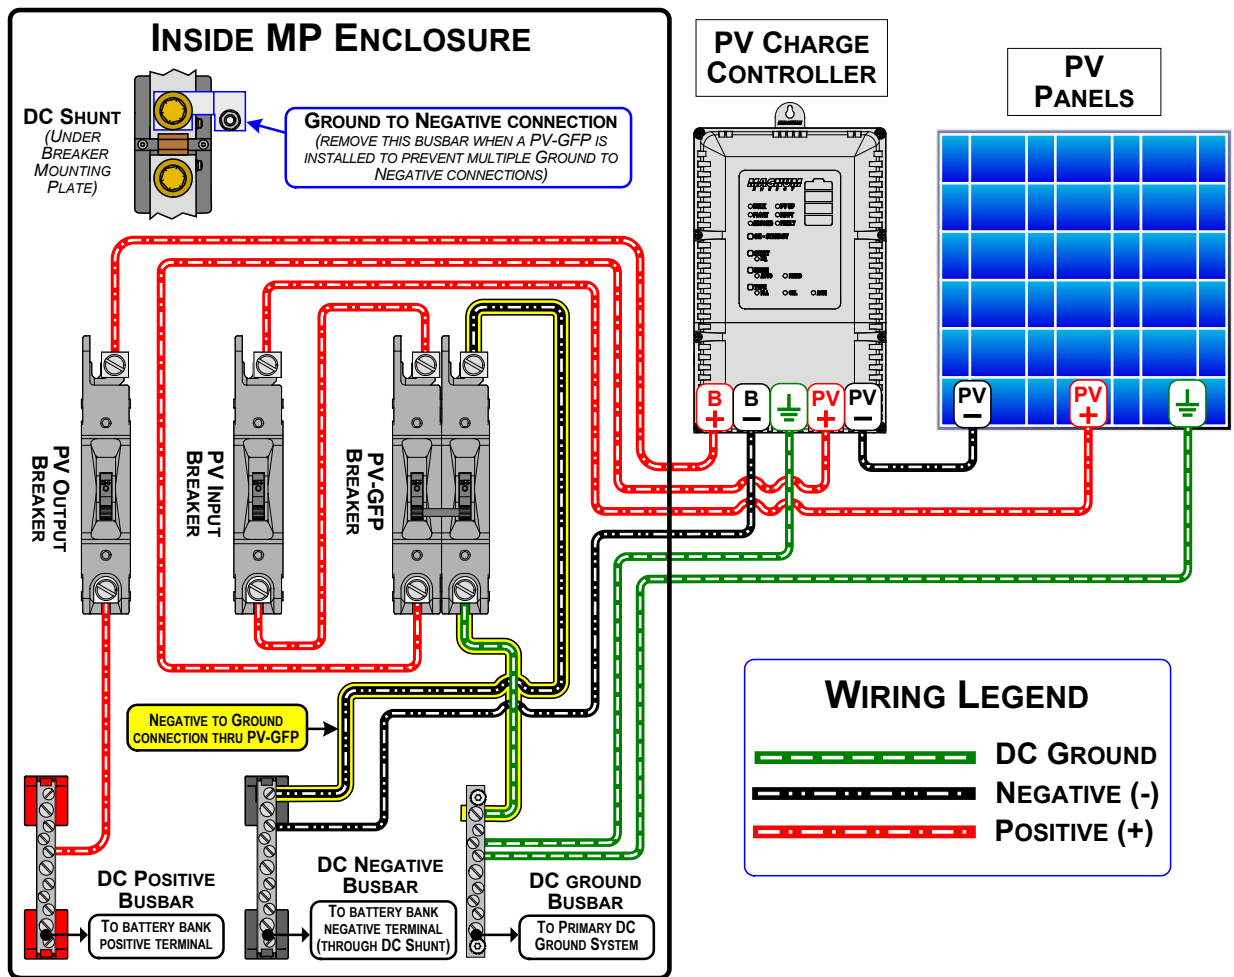 INSIDE MP ENCLOSURE
DC SHUNT
(UNDER
BREAKER
MOUNTING
PLATE)
GROUND TO NEGATIVE CONNECTION
(REMOVE THIS BUSBAR WHEN A PV-GFP IS
INSTALLED TO PREVENT MULTIPLE GROUND TO
NEGATIVE CONNECTIONS)
PV CHARGE
CONTROLLER
PV
PANELS
MAGNUM
ENERGY
B
+
B
−
PV
+
PV
−
PV
−
PV
+
PV OUTPUT
BREAKER
PV INPUT
BREAKER
PV-GFP
BREAKER
NEGATIVE TO GROUND
CONNECTION THRU PV-GFP
WIRING LEGEND
DC GROUND
NEGATIVE (-)
POSITIVE (+)
DC POSITIVE
BUSBAR
TO BATTERY BANK
POSITIVE TERMINAL
DC NEGATIVE
BUSBAR
TO BATTERY BANK
NEGATIVE TERMINAL
(THROUGH DC SHUNT)
DC GROUND
BUSBAR
TO PRIMARY DC
GROUND SYSTEM